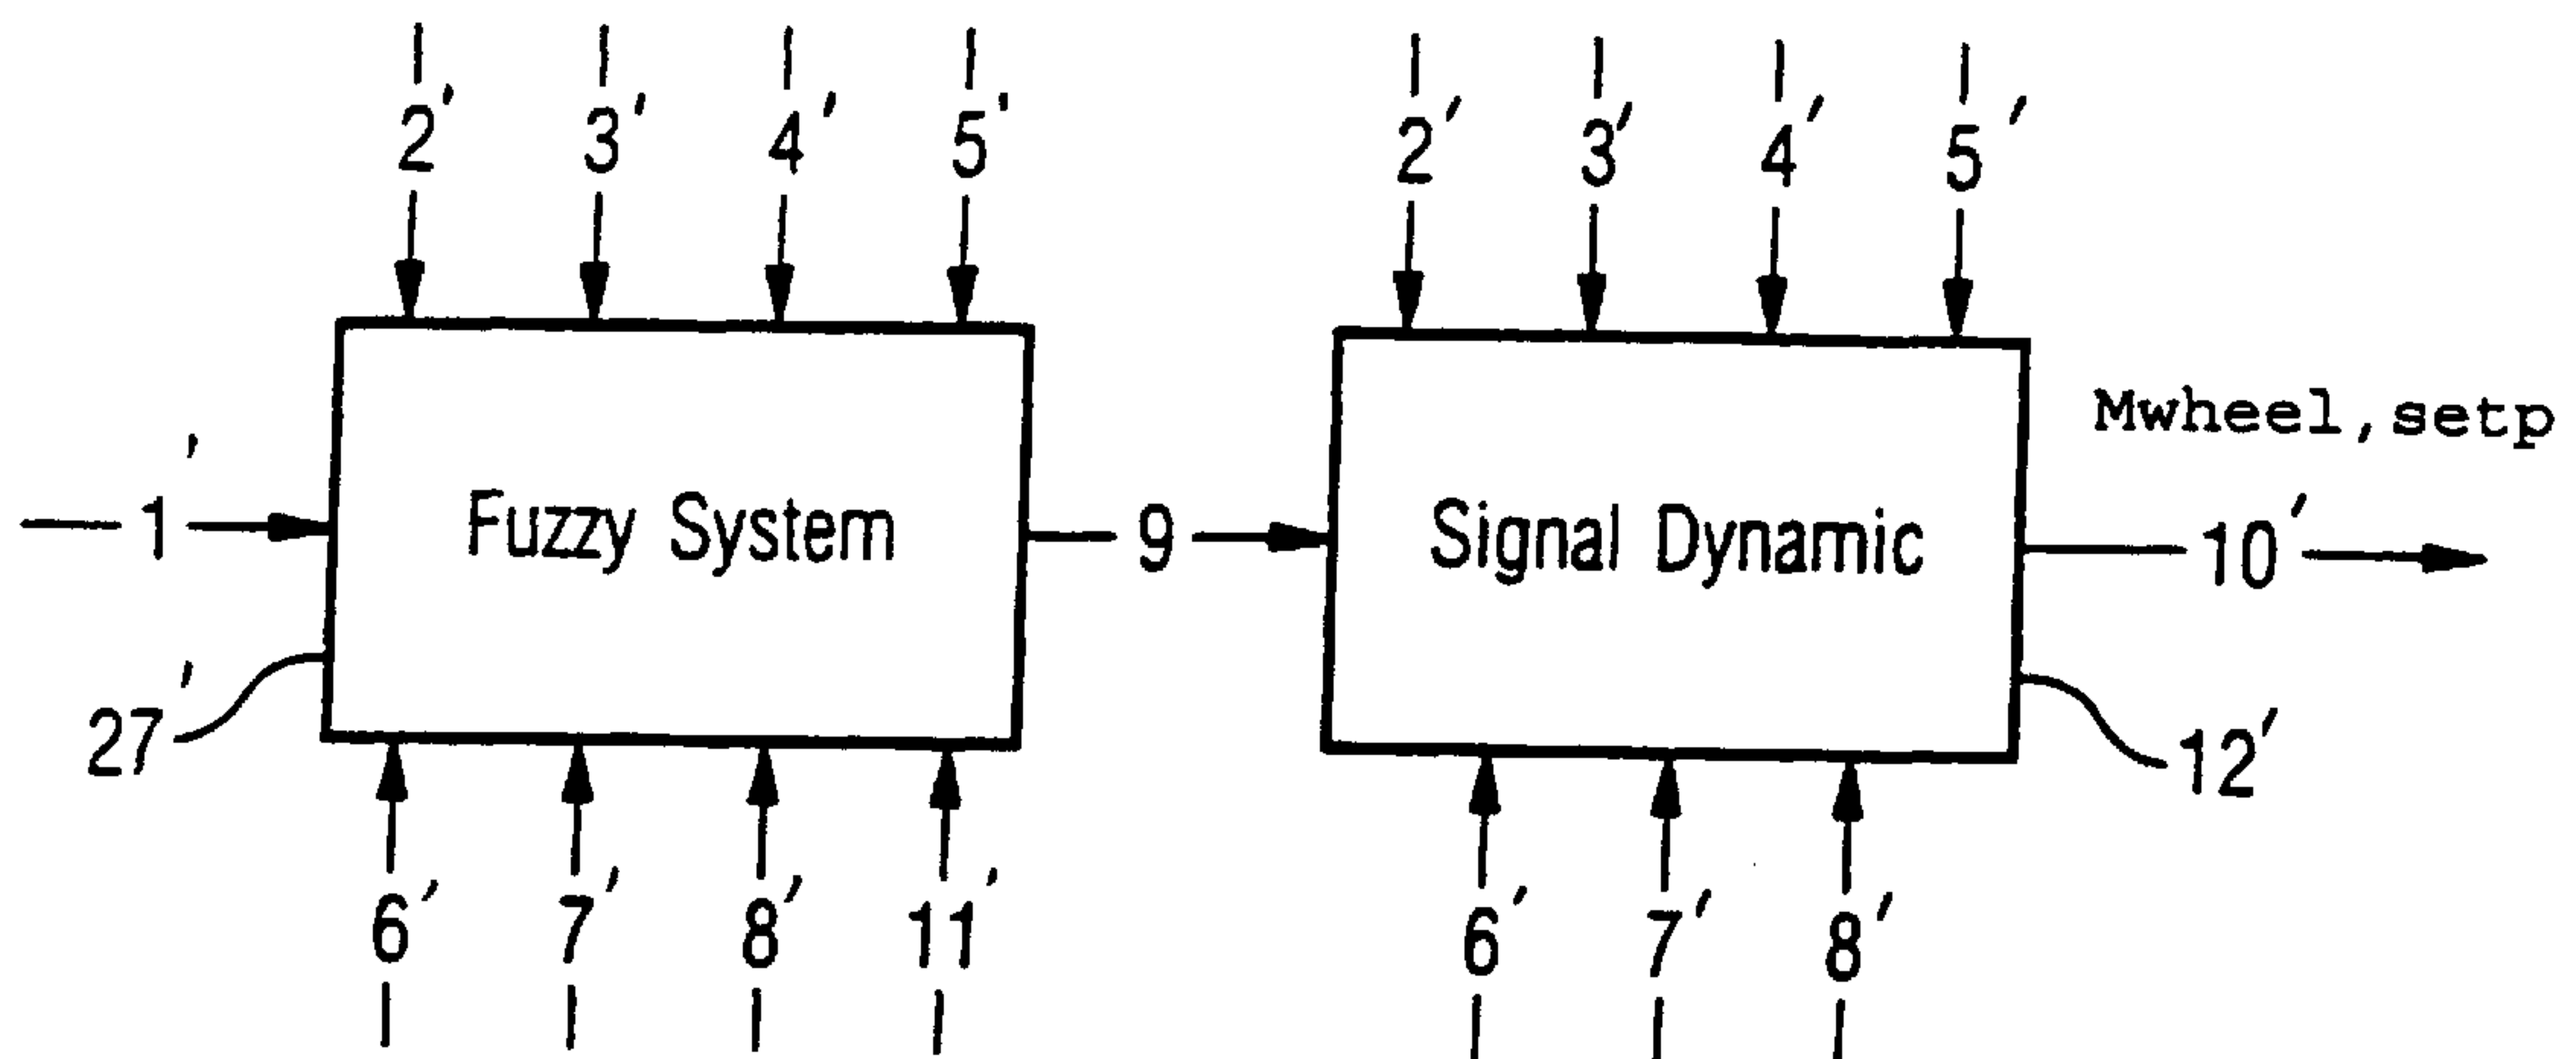 2' 3' 4' 5' 2' 3' 4' 5'
Mwheel,setp
1' Fuzzy System 9 Signal Dynamic 10'
27' 12'
6' 7' 8' 11' 6' 7' 8'